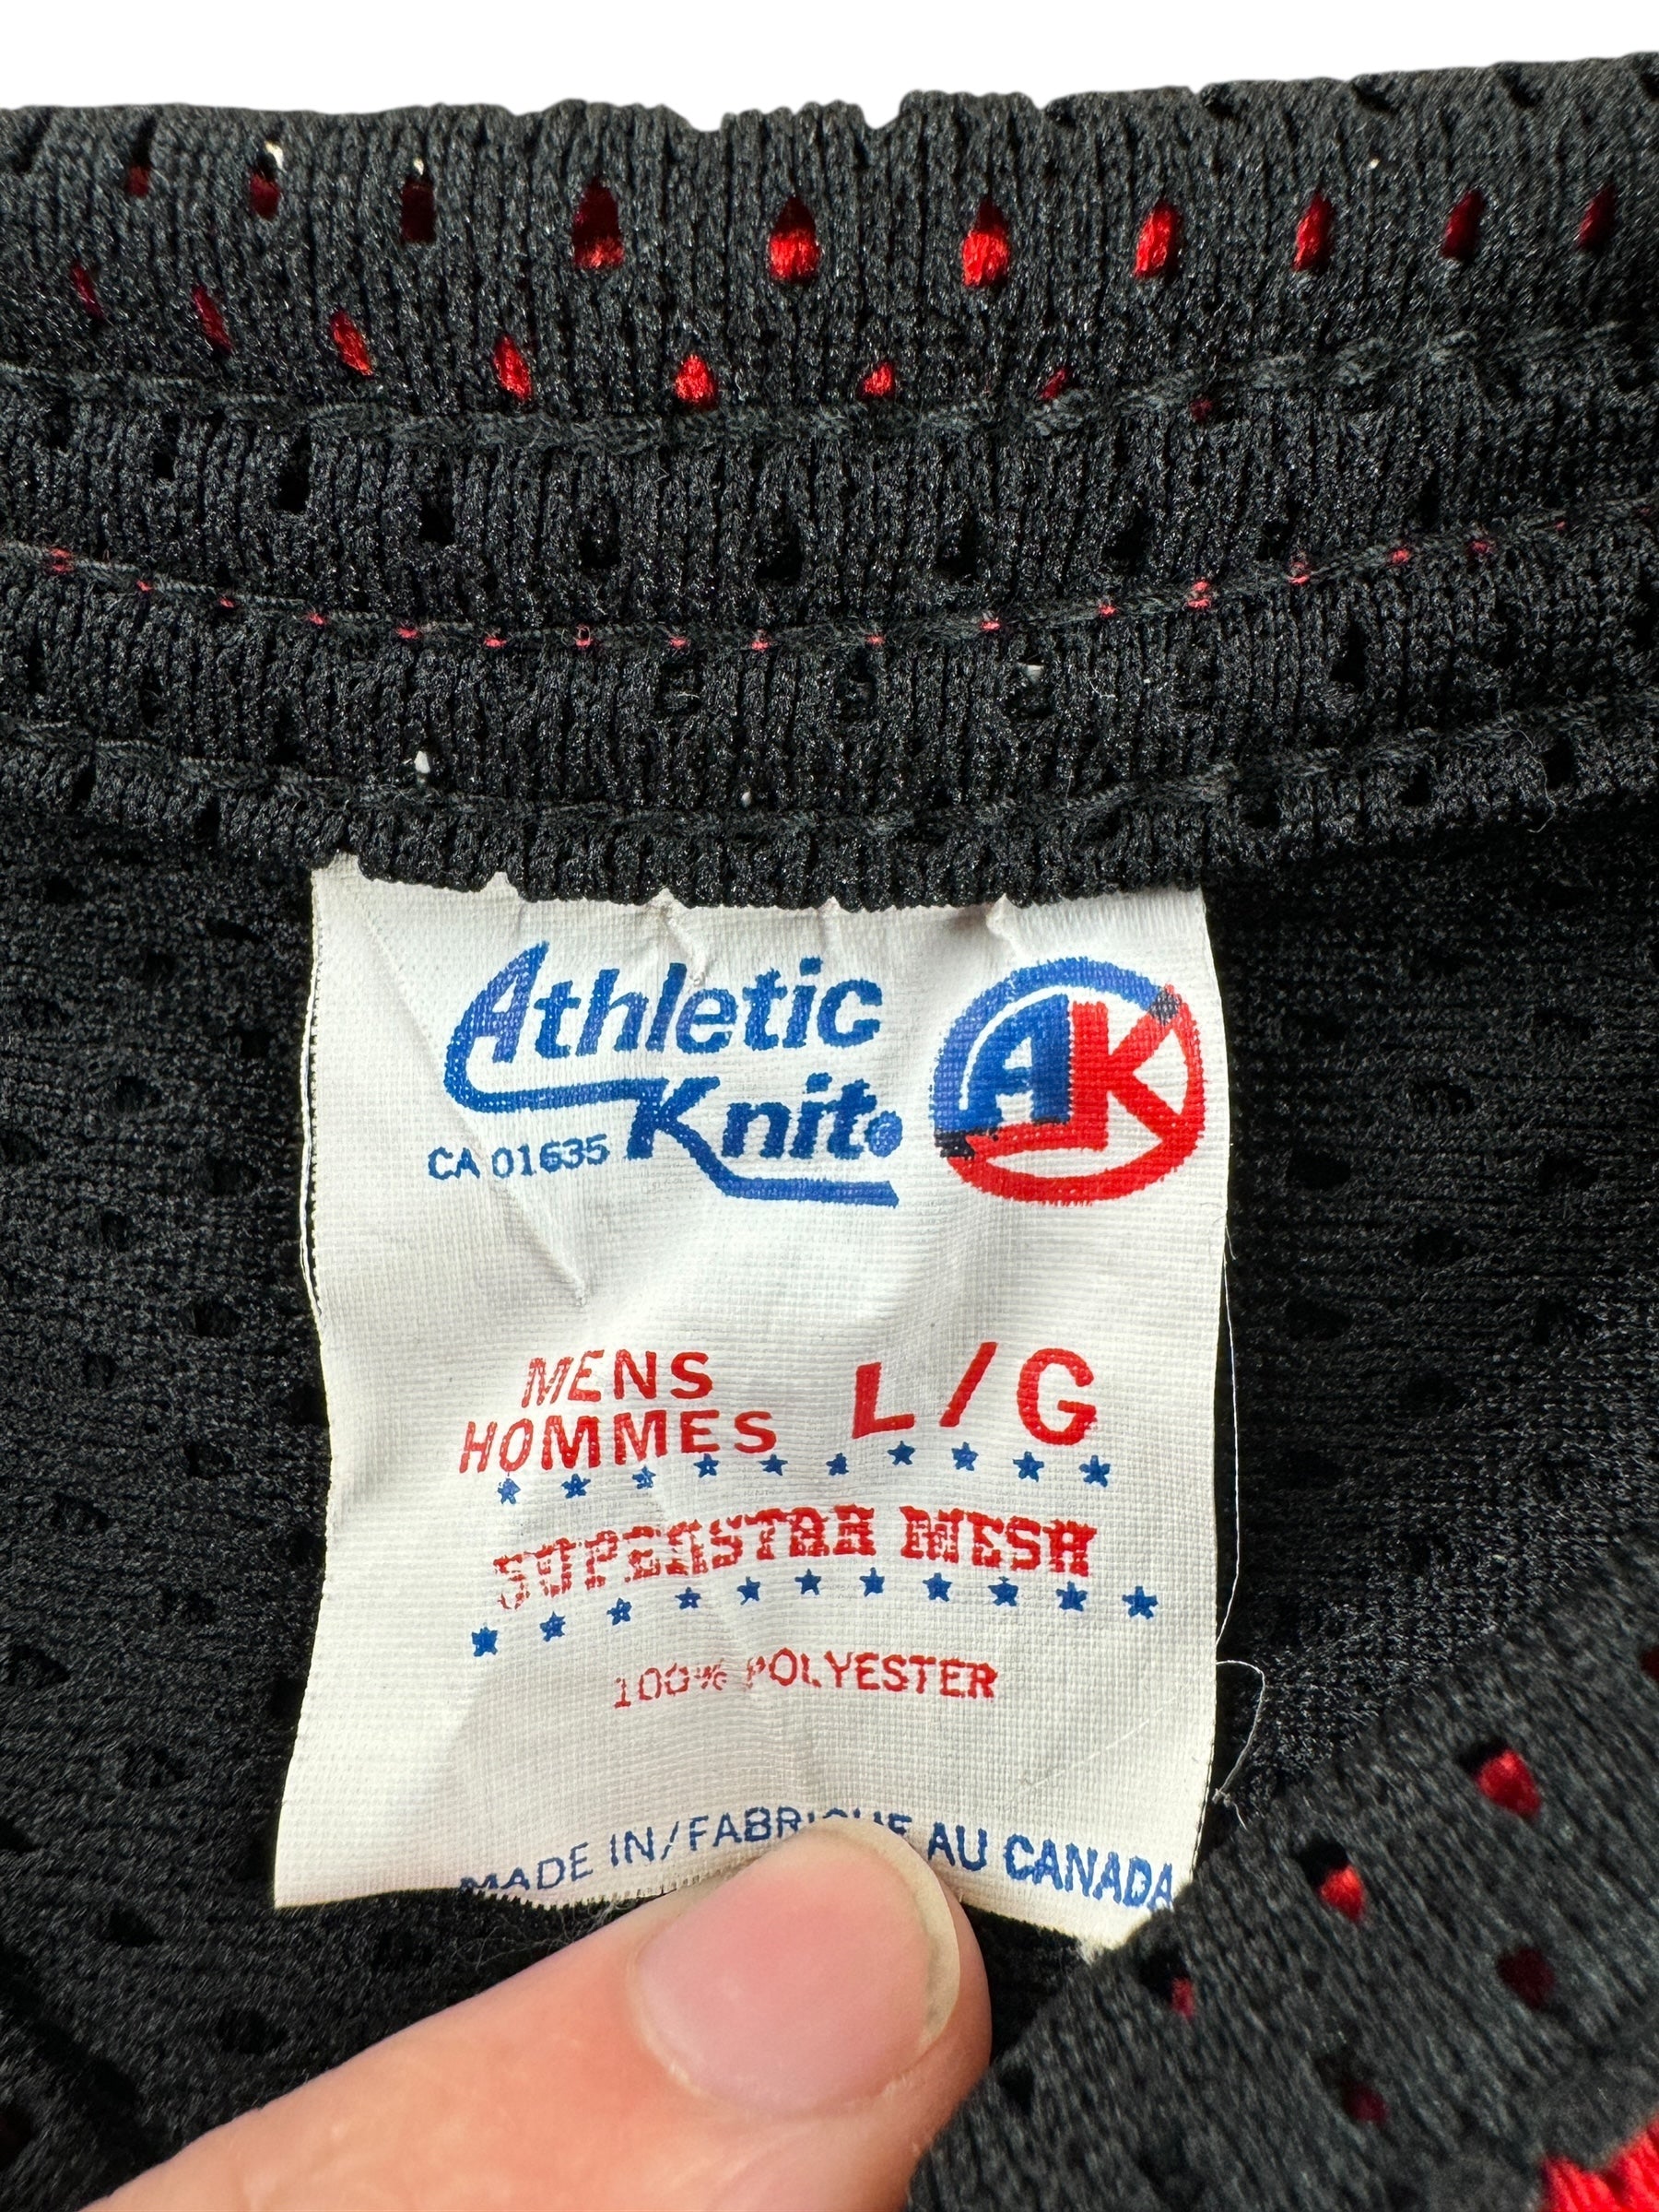 Athletic
Knit
AK
CA 01635
MENS L/G
HOMMES
SUPERSTAR MESH
100% POLYESTER
MADE IN/FABRIQUE AU CANADA